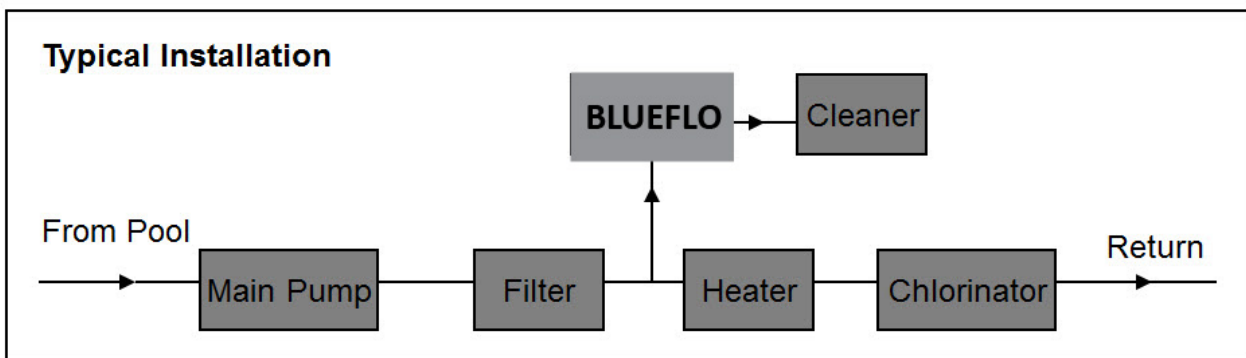 Typical Installation
BLUEFLO
Cleaner
From Pool
Main Pump
Filter
Heater
Chlorinator
Return